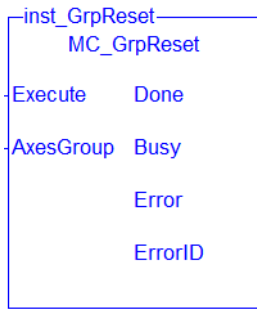 inst_GrpReset
MC_GrpReset
Execute Done
AxesGroup Busy
Error
ErrorID